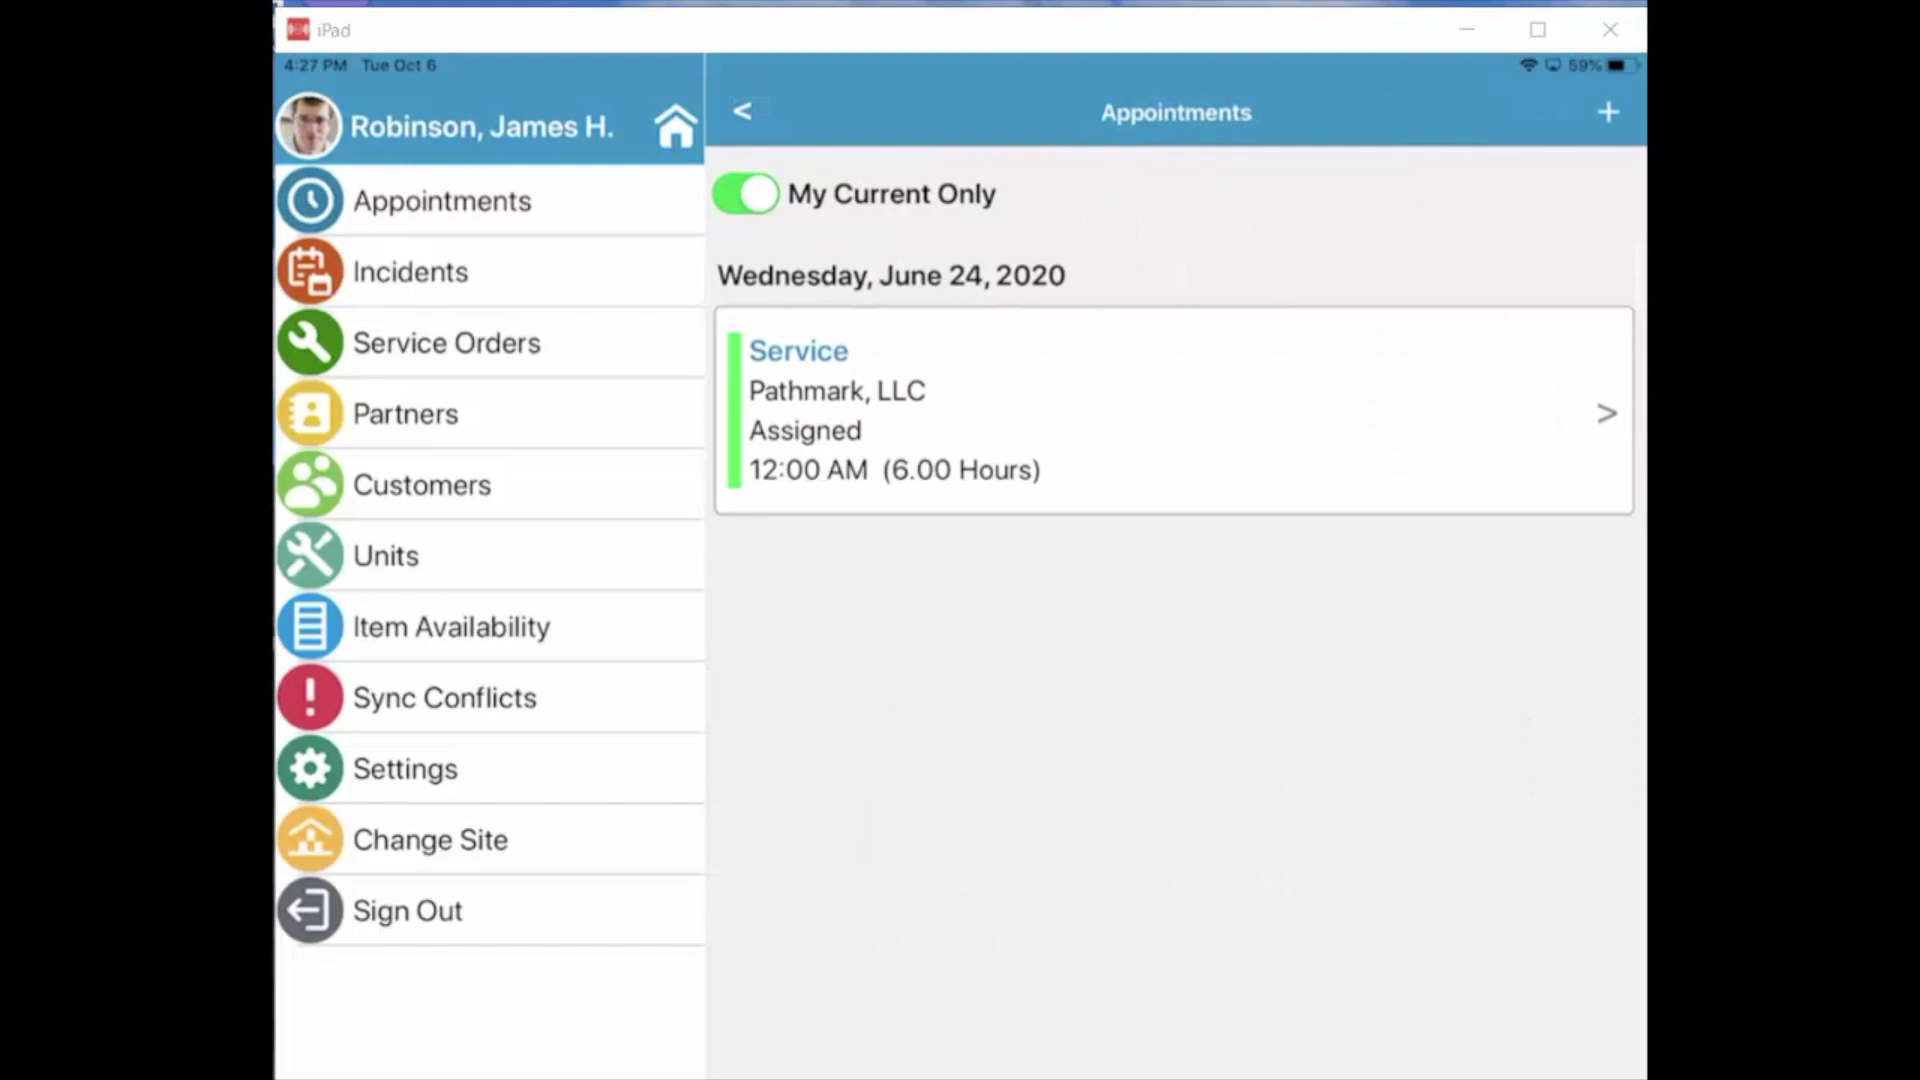 iPad
4:27 PM Tue Oct 6
59%
Robinson, James H.
< Appointments +
Appointments
Incidents
Service Orders
Partners
Customers
Units
Item Availability
Sync Conflicts
Settings
Change Site
Sign Out
My Current Only
Wednesday, June 24, 2020
Service
Pathmark, LLC
Assigned
12:00 AM (6.00 Hours)
>